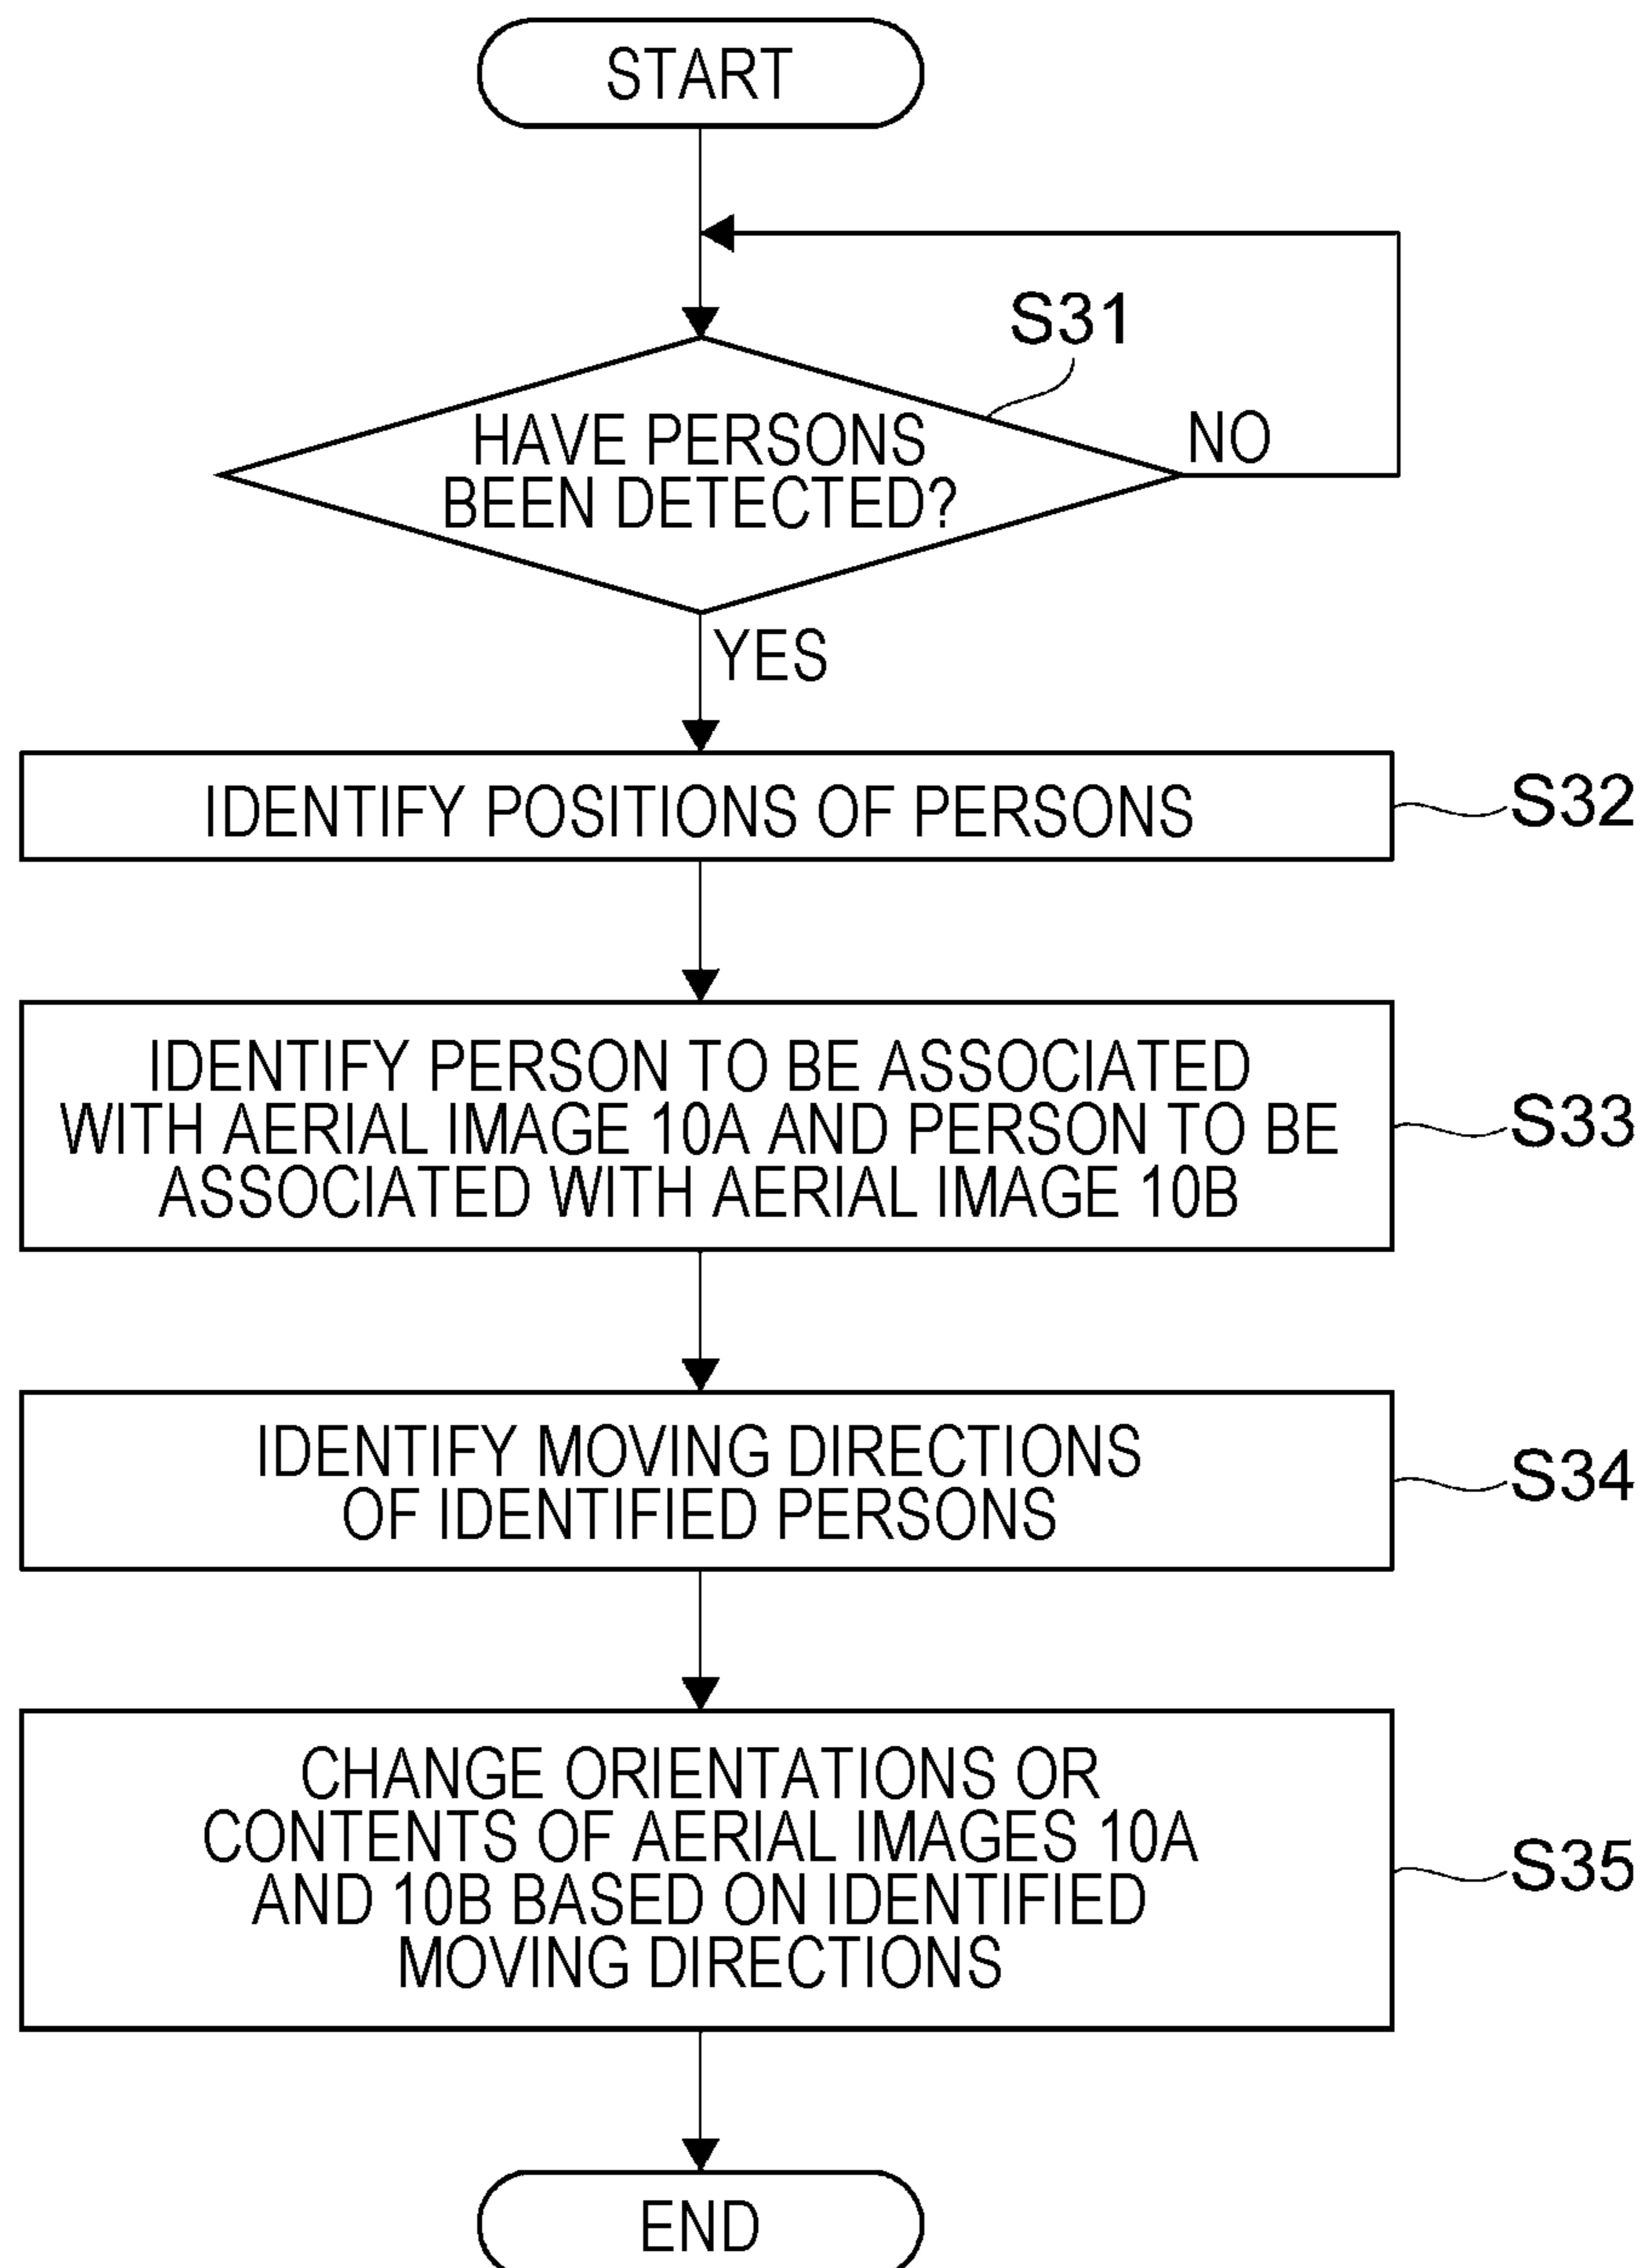 START
S31
HAVE PERSONS
BEEN DETECTED?
NO
YES
IDENTIFY POSITIONS OF PERSONS
S32
IDENTIFY PERSON TO BE ASSOCIATED
WITH AERIAL IMAGE 10A AND PERSON TO BE
ASSOCIATED WITH AERIAL IMAGE 10B
S33
IDENTIFY MOVING DIRECTIONS
OF IDENTIFIED PERSONS
S34
CHANGE ORIENTATIONS OR
CONTENTS OF AERIAL IMAGES 10A
AND 10B BASED ON IDENTIFIED
MOVING DIRECTIONS
S35
END